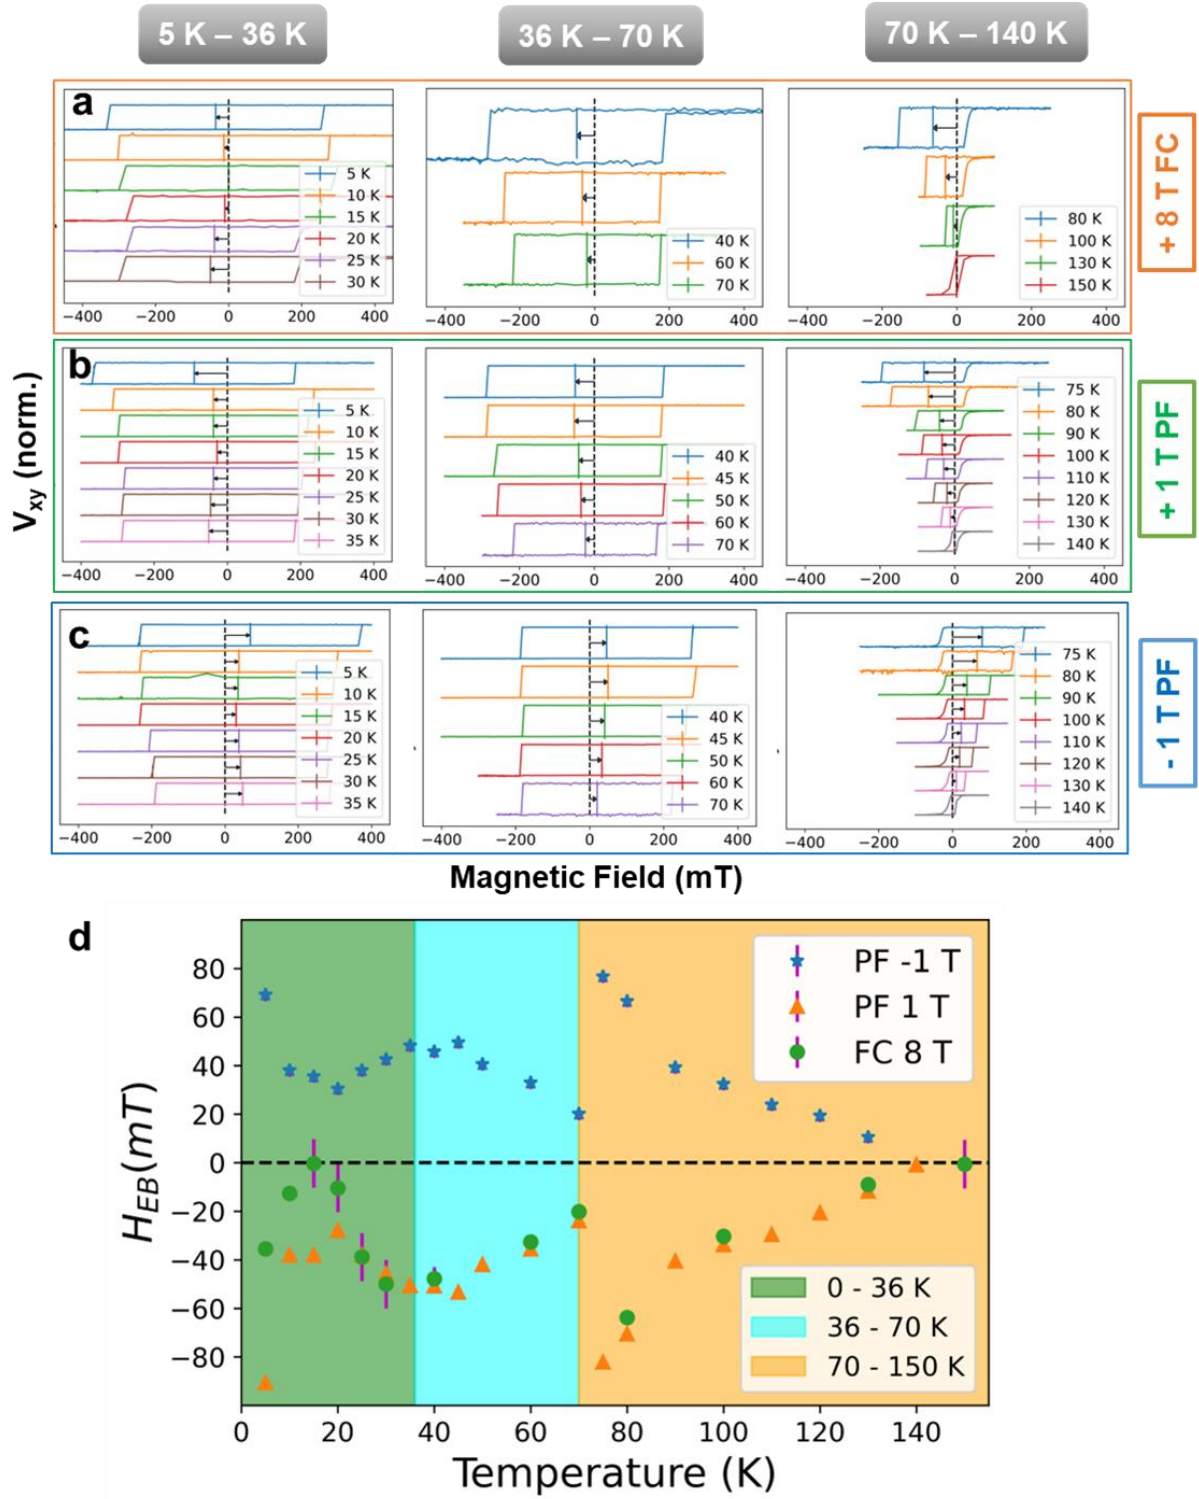 5 K – 36 K
36 K – 70 K
70 K – 140 K
a
5 K
10 K
15 K
20 K
25 K
30 K
−400 −200 0 200 400
40 K
60 K
70 K
−400 −200 0 200 400
80 K
100 K
130 K
150 K
−400 −200 0 200 400
+ 8 T FC
b
5 K
10 K
15 K
20 K
25 K
30 K
35 K
−400 −200 0 200 400
40 K
45 K
50 K
60 K
70 K
−400 −200 0 200 400
75 K
80 K
90 K
100 K
110 K
120 K
130 K
140 K
−400 −200 0 200 400
+ 1 T PF
Vxy (norm.)
c
5 K
10 K
15 K
20 K
25 K
30 K
35 K
−400 −200 0 200 400
40 K
45 K
50 K
60 K
70 K
−400 −200 0 200 400
75 K
80 K
90 K
100 K
110 K
120 K
130 K
140 K
−400 −200 0 200 400
- 1 T PF
Magnetic Field (mT)
d
80
60
40
20
0
−20
−40
−60
−80
HEB(mT)
PF -1 T
PF 1 T
FC 8 T
0 - 36 K
36 - 70 K
70 - 150 K
0 20 40 60 80 100 120 140
Temperature (K)